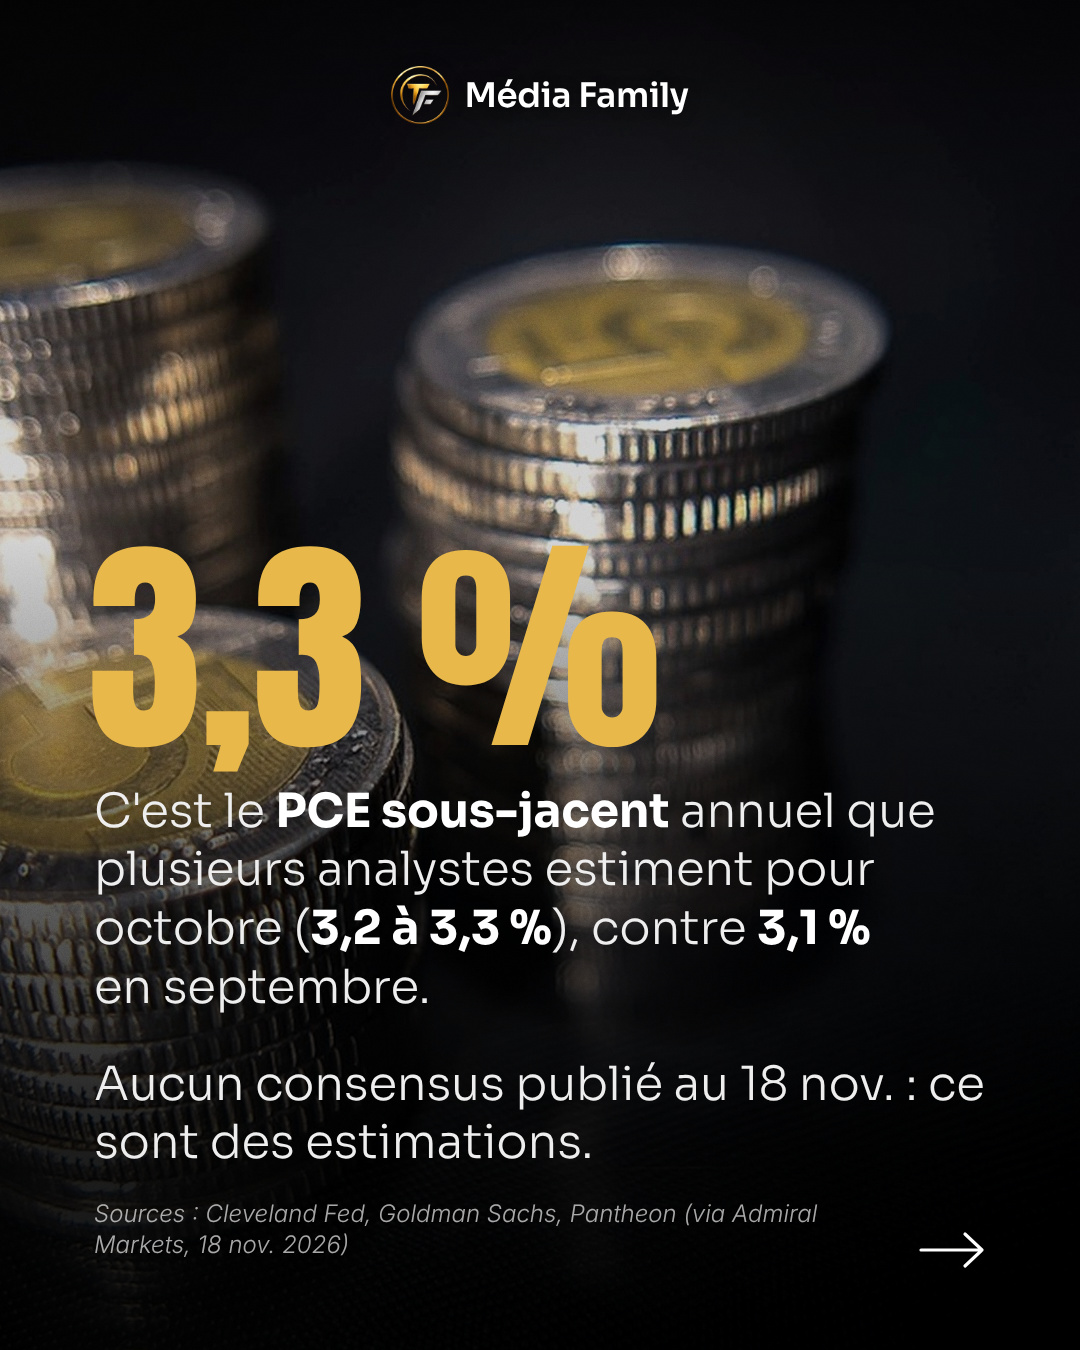 TF Média Family
3,3 %
C'est le PCE sous-jacent annuel que
plusieurs analystes estiment pour
octobre (3,2 à 3,3 %), contre 3,1 %
en septembre.
Aucun consensus publié au 18 nov. : ce
sont des estimations.
Sources : Cleveland Fed, Goldman Sachs, Pantheon (via Admiral
Markets, 18 nov. 2026)